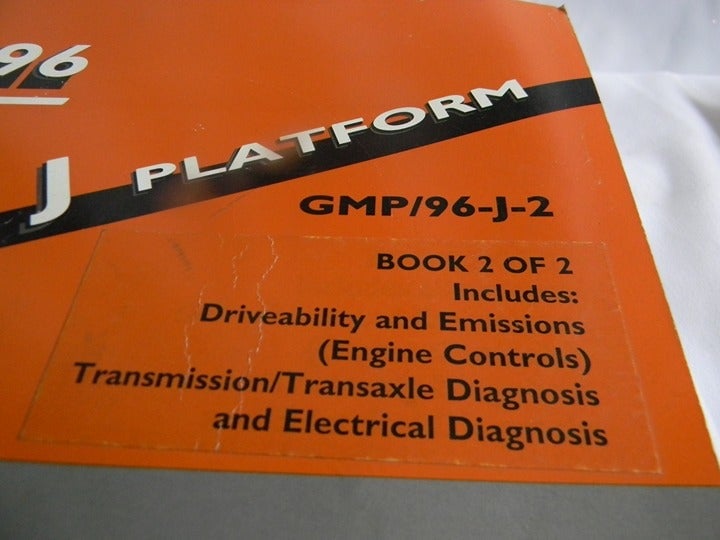 96
J PLATFORM
GMP/96-J-2
BOOK 2 OF 2
Includes:
Driveability and Emissions
(Engine Controls)
Transmission/Transaxle Diagnosis
and Electrical Diagnosis